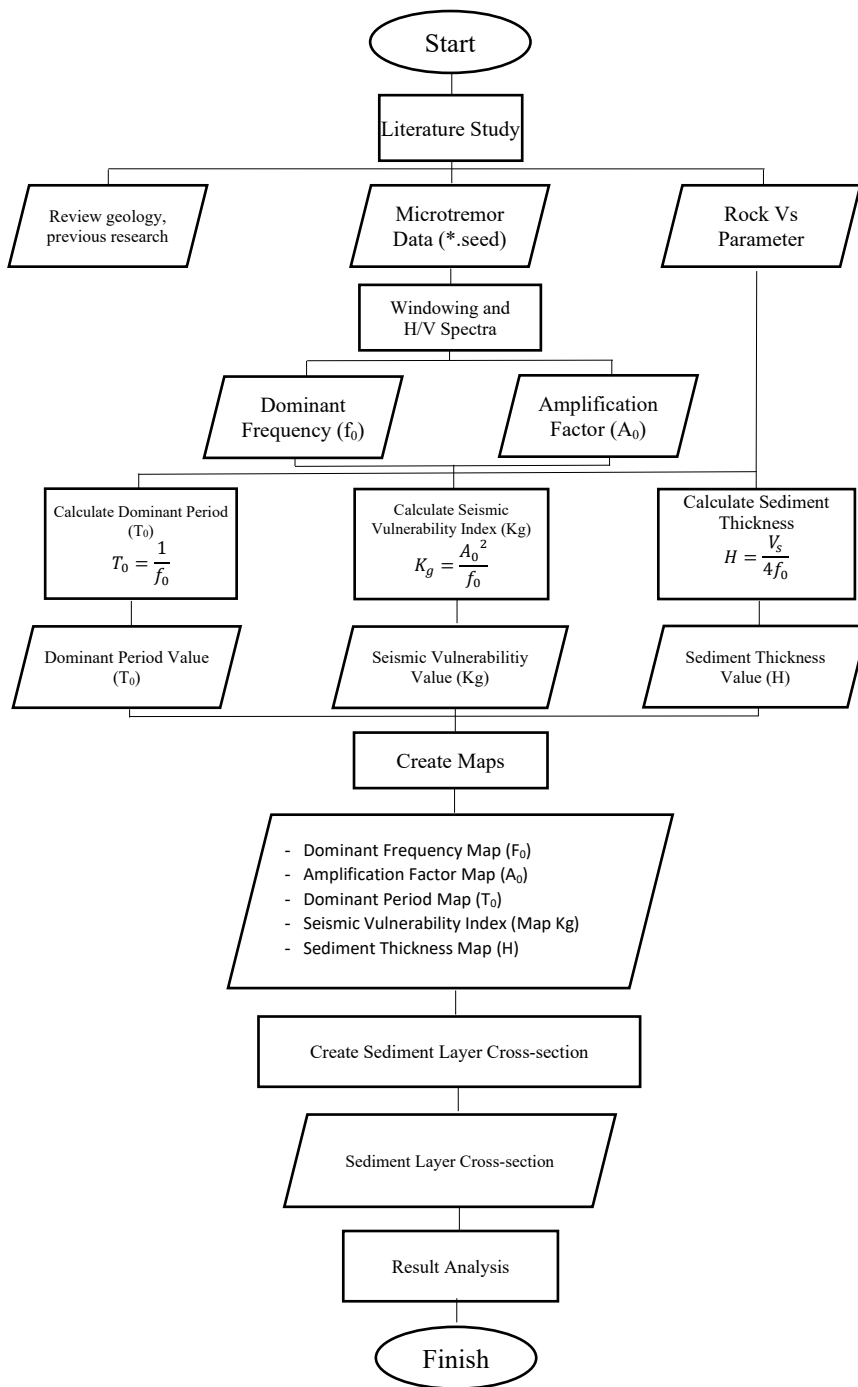 Start
Literature Study
Review geology,
previous research
Microtremor
Data (*.seed)
Rock Vs
Parameter
Windowing and
H/V Spectra
Dominant
Frequency (f₀)
Amplification
Factor (A₀)
Calculate Dominant Period
(T₀)
T₀ = 1/f₀
Calculate Seismic
Vulnerability Index (Kg)
K_g = A₀²/f₀
Calculate Sediment
Thickness
H = V_s/4f₀
Dominant Period Value
(T₀)
Seismic Vulnerabilitiy
Value (Kg)
Sediment Thickness
Value (H)
Create Maps
- Dominant Frequency Map (F₀)
- Amplification Factor Map (A₀)
- Dominant Period Map (T₀)
- Seismic Vulnerability Index (Map Kg)
- Sediment Thickness Map (H)
Create Sediment Layer Cross-section
Sediment Layer Cross-section
Result Analysis
Finish